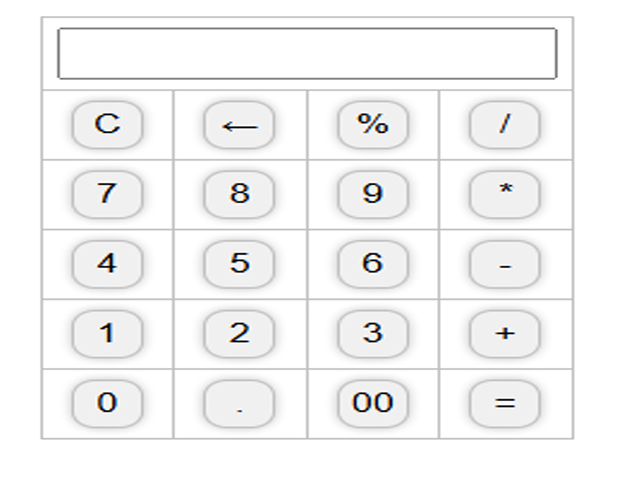 C ← % /
7 8 9 *
4 5 6 -
1 2 3 +
0 . 00 =